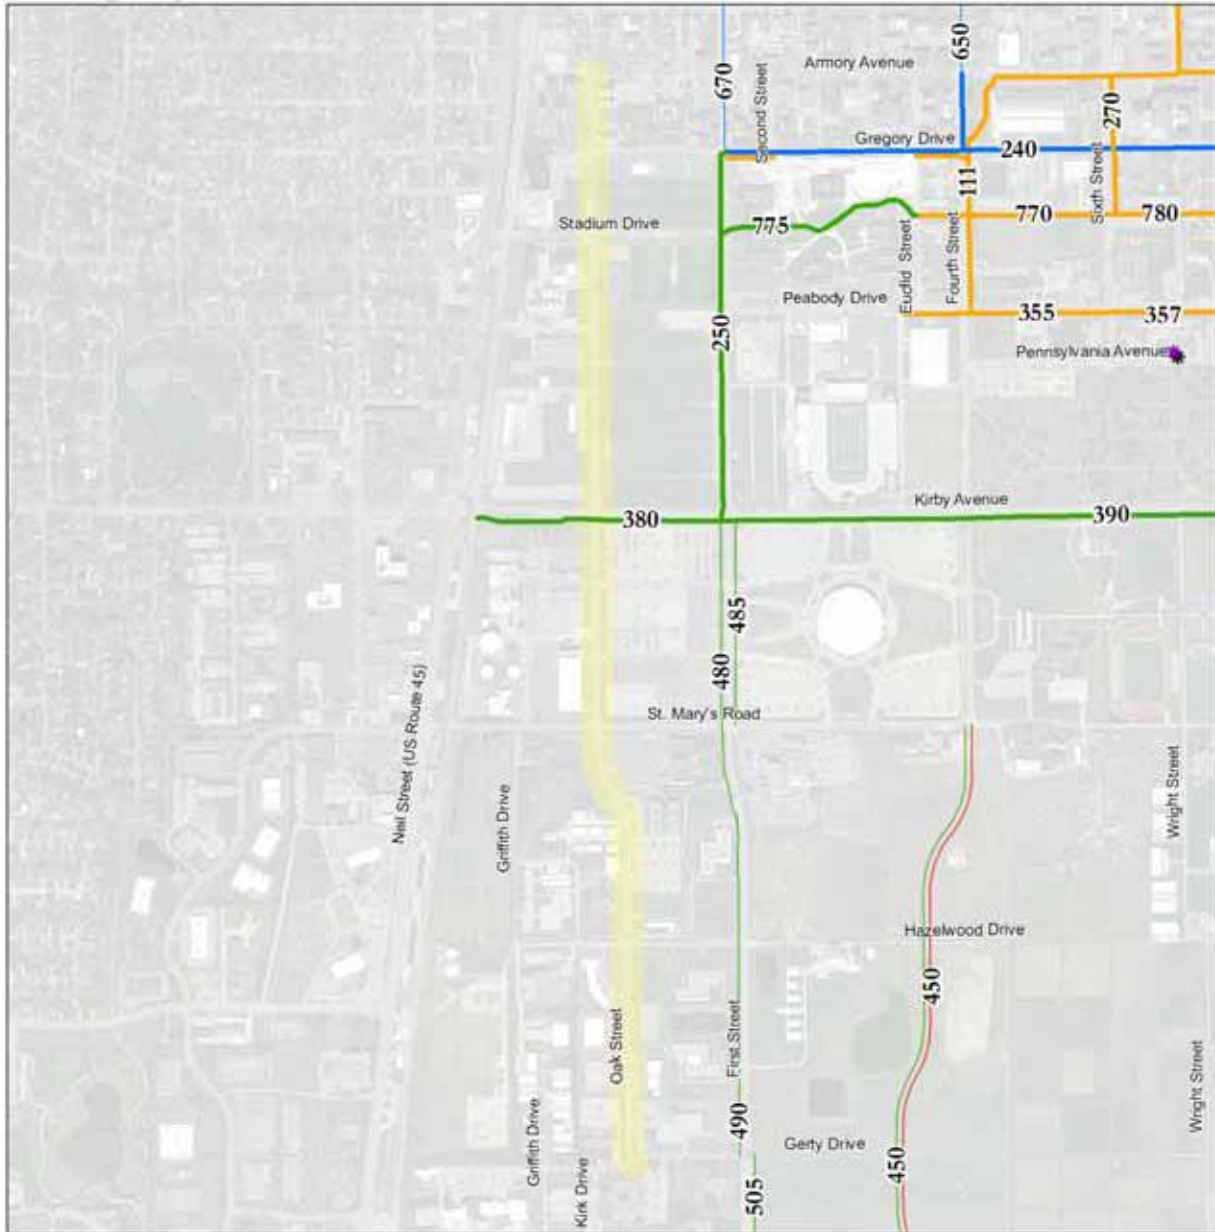 650
Armory Avenue
670
Second Street
270
Gregory Drive
240
Sixth Street
111
Stadium Drive
775
770
780
Euclid Street
Fourth Street
Peabody Drive
355
357
250
Pennsylvania Avenue
Kirby Avenue
380
390
485
480
St. Mary's Road
Neil Street (US Route 45)
Wright Street
Griffith Drive
Hazelwood Drive
450
Oak Street
First Street
Wright Street
490
Gerty Drive
Griffith Drive
450
Kirk Drive
505